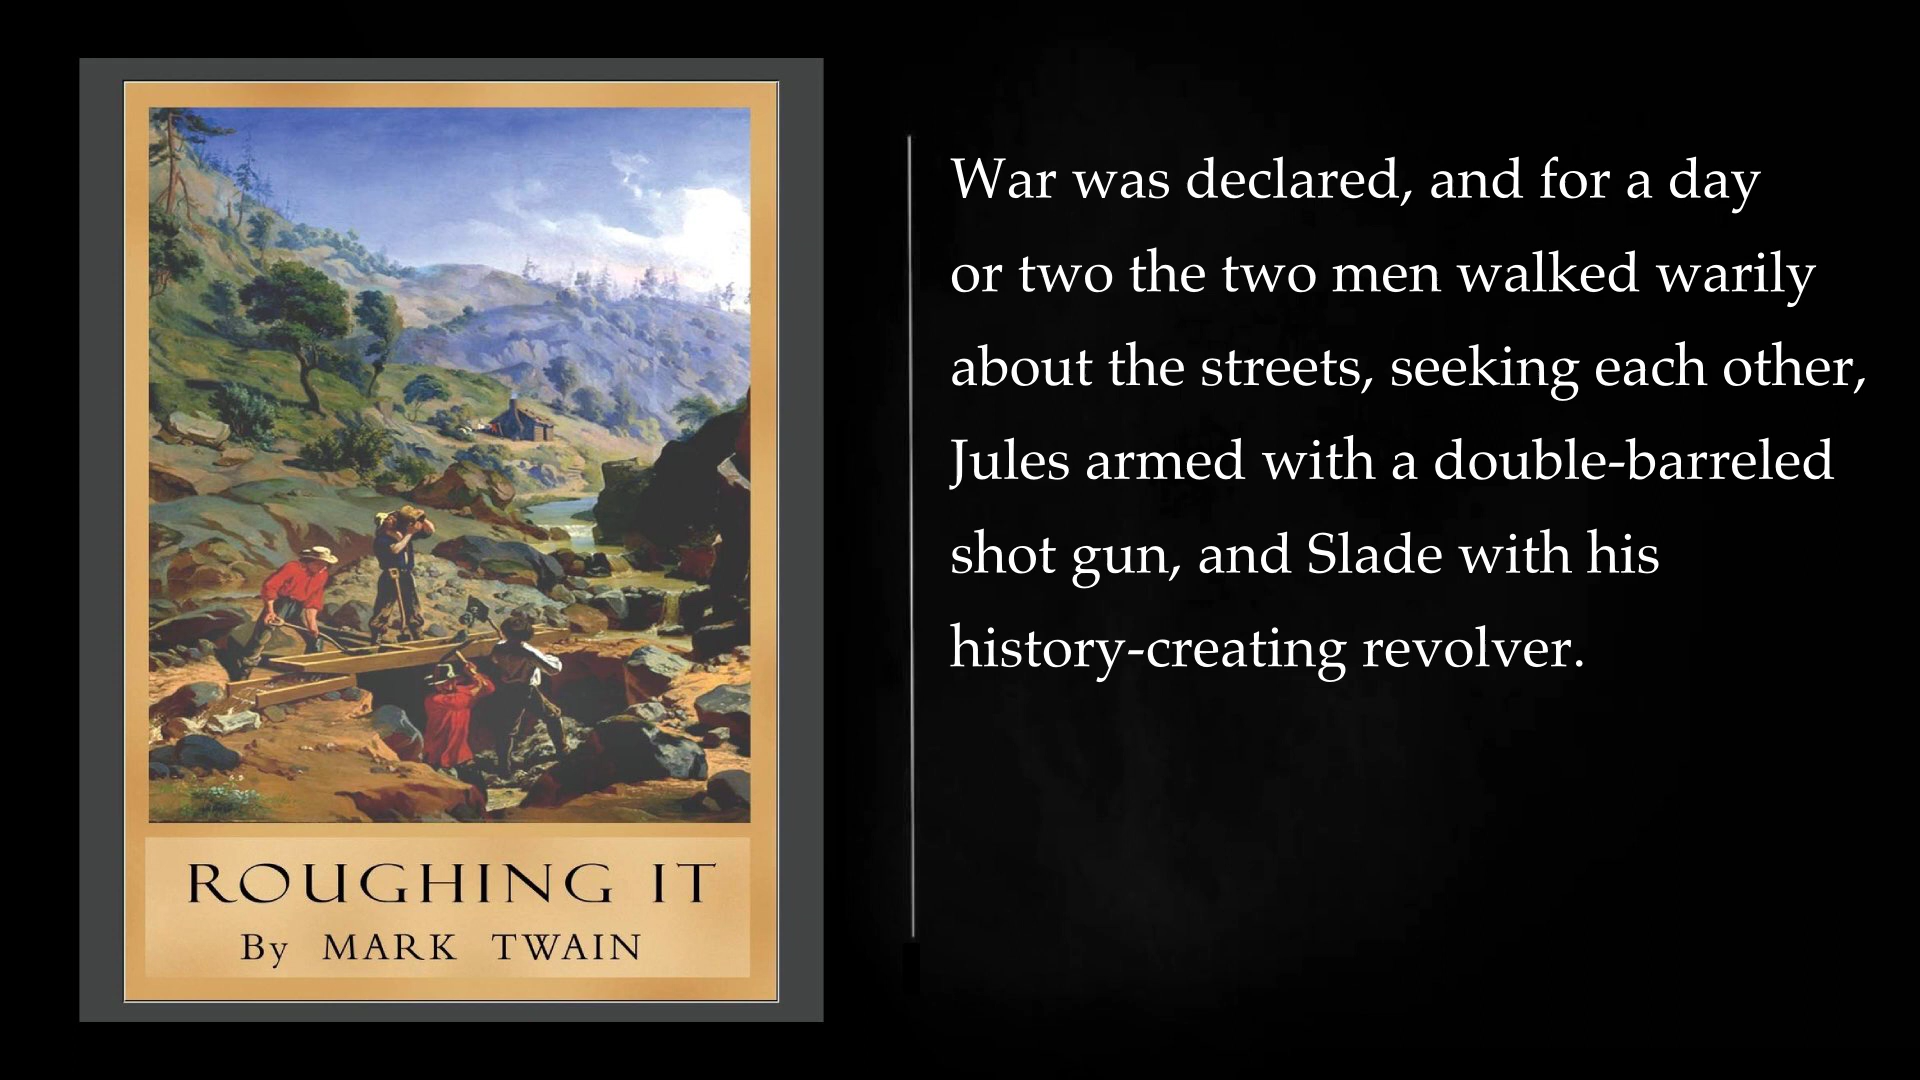 ROUGHING IT
By MARK TWAIN
War was declared, and for a day
or two the two men walked warily
about the streets, seeking each other,
Jules armed with a double-barreled
shot gun, and Slade with his
history-creating revolver.